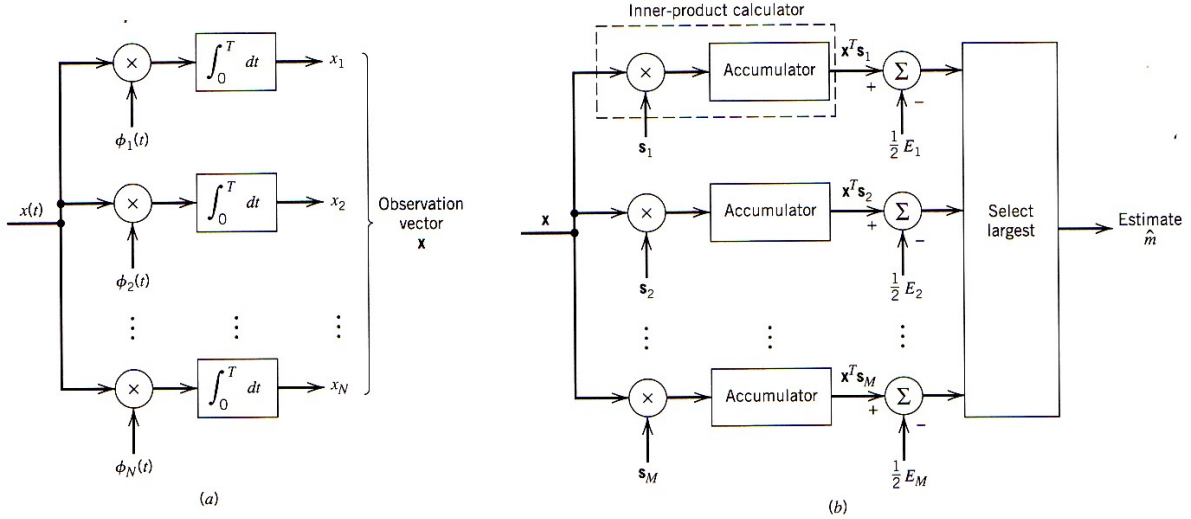 x(t)
×
∫₀ᵀ dt
x₁
ϕ₁(t)
×
∫₀ᵀ dt
x₂
ϕ₂(t)
Observation
vector
x
×
∫₀ᵀ dt
x_N
ϕ_N(t)
(a)
Inner-product calculator
x
×
Accumulator
xᵀs₁
Σ
+
−
s₁
½ E₁
×
Accumulator
xᵀs₂
Σ
+
−
s₂
½ E₂
×
Accumulator
xᵀs_M
Σ
+
−
s_M
½ E_M
Select
largest
Estimate
m̂
(b)